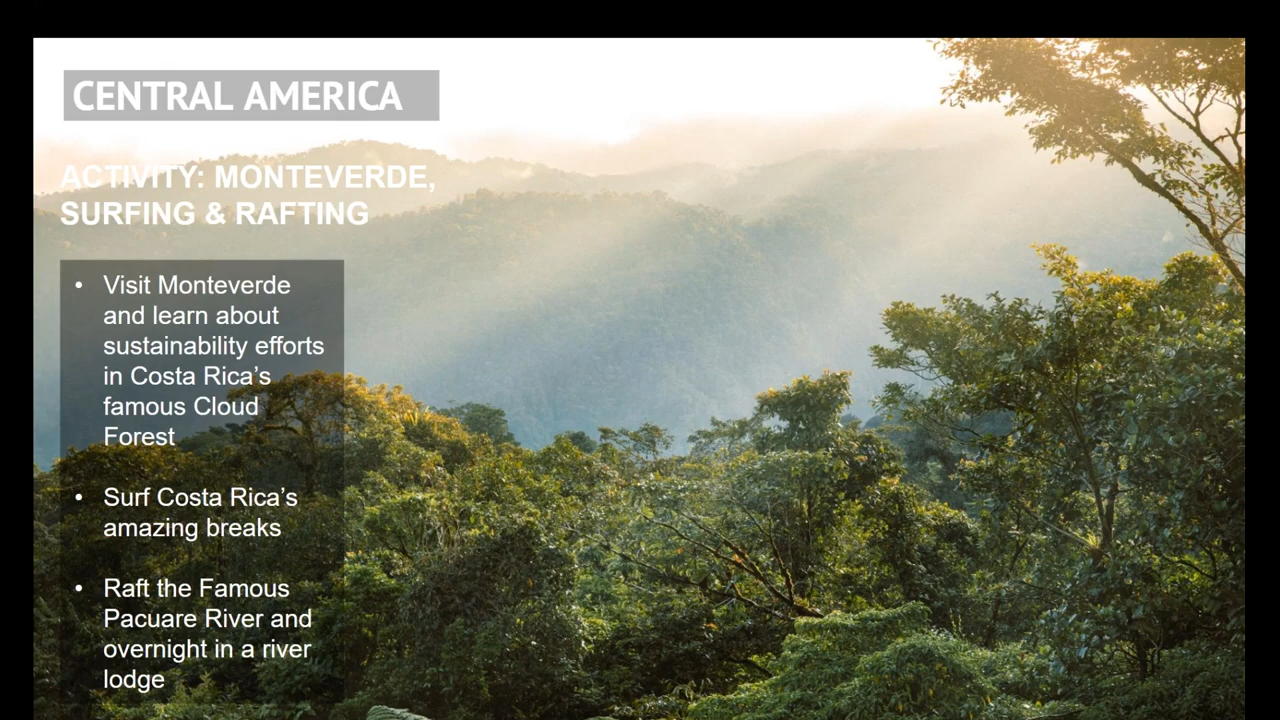 CENTRAL AMERICA
ACTIVITY: MONTEVERDE,
SURFING & RAFTING
• Visit Monteverde
and learn about
sustainability efforts
in Costa Rica’s
famous Cloud
Forest
• Surf Costa Rica’s
amazing breaks
• Raft the Famous
Pacuare River and
overnight in a river
lodge